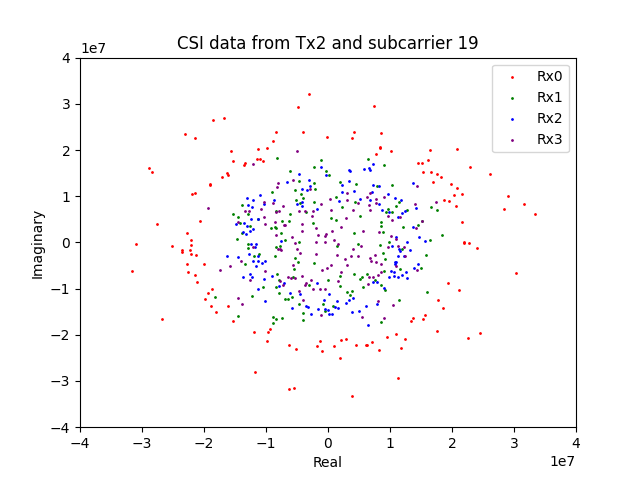 CSI data from Tx2 and subcarrier 19
1e7
4
3
2
1
0
−1
−2
−3
−4
Imaginary
Rx0
Rx1
Rx2
Rx3
−4 −3 −2 −1 0 1 2 3 4
Real
1e7